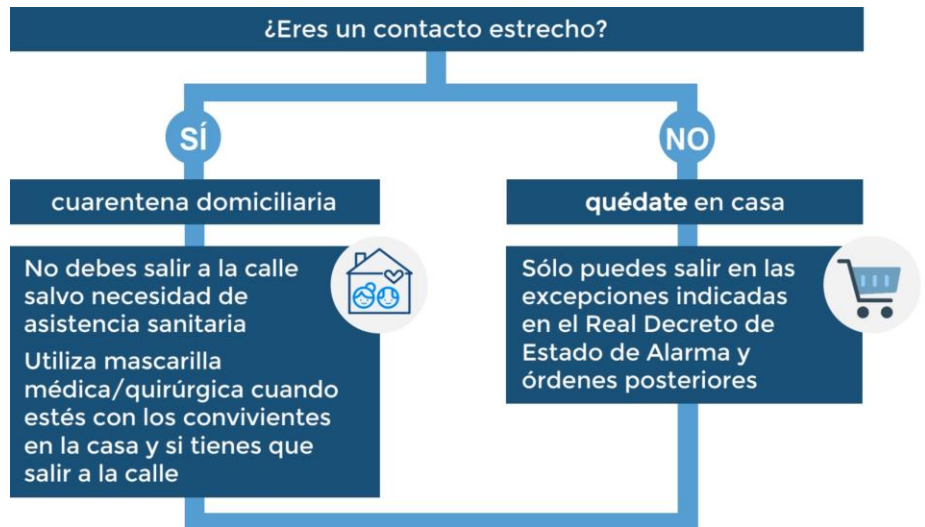 ¿Eres un contacto estrecho?
SÍ
NO
cuarentena domiciliaria
quédate en casa
No debes salir a la calle
salvo necesidad de
asistencia sanitaria
Utiliza mascarilla
médica/quirúrgica cuando
estés con los convivientes
en la casa y si tienes que
salir a la calle
Sólo puedes salir en las
excepciones indicadas
en el Real Decreto de
Estado de Alarma y
órdenes posteriores